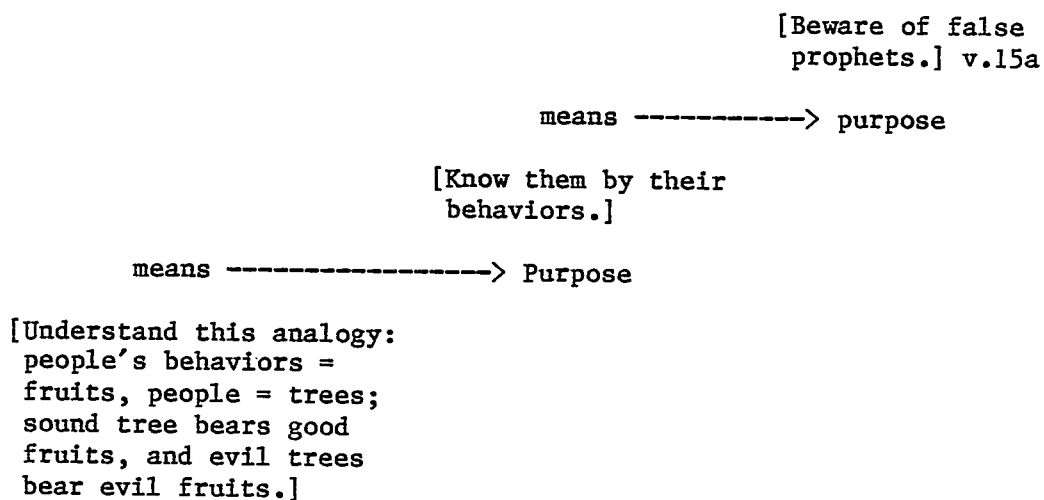 [Beware of false
prophets.] v.15a
means -----------> purpose
[Know them by their
behaviors.]
means ------------------> Purpose
[Understand this analogy:
people's behaviors =
fruits, people = trees;
sound tree bears good
fruits, and evil trees
bear evil fruits.]